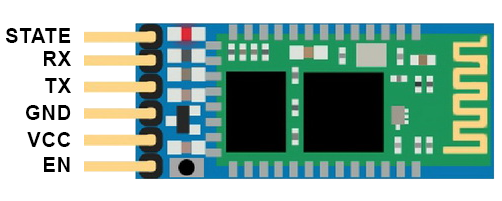 STATE
RX
TX
GND
VCC
EN